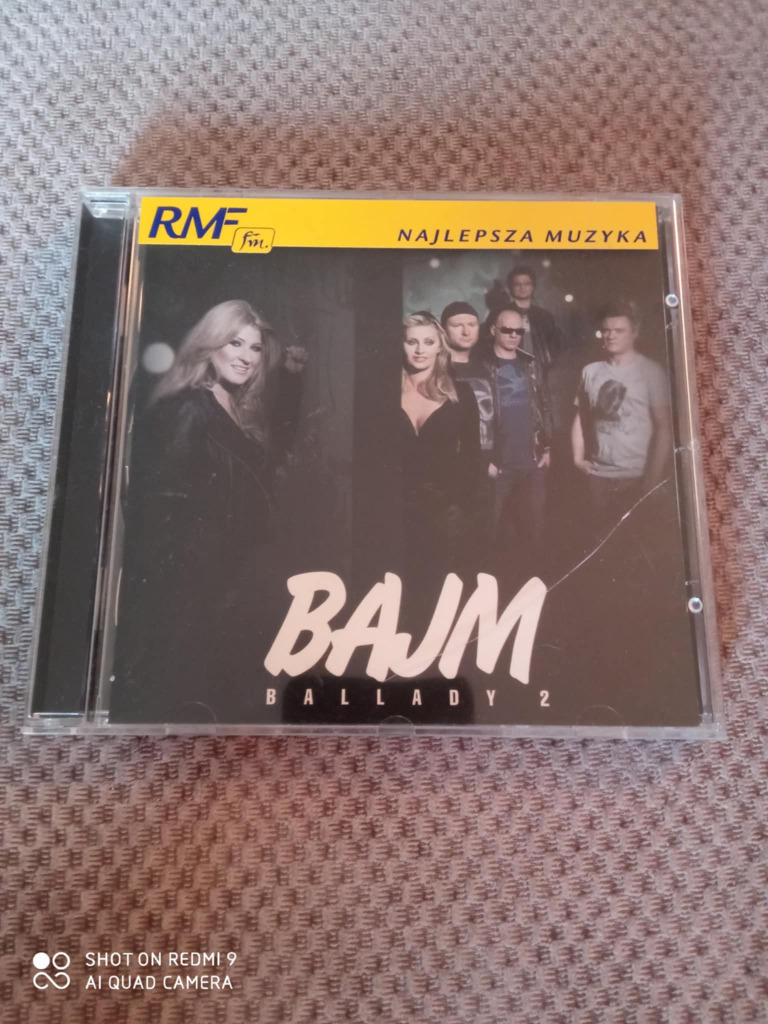 RMF fm.
NAJLEPSZA MUZYKA
BAJM
BALLADY 2
SHOT ON REDMI 9
AI QUAD CAMERA